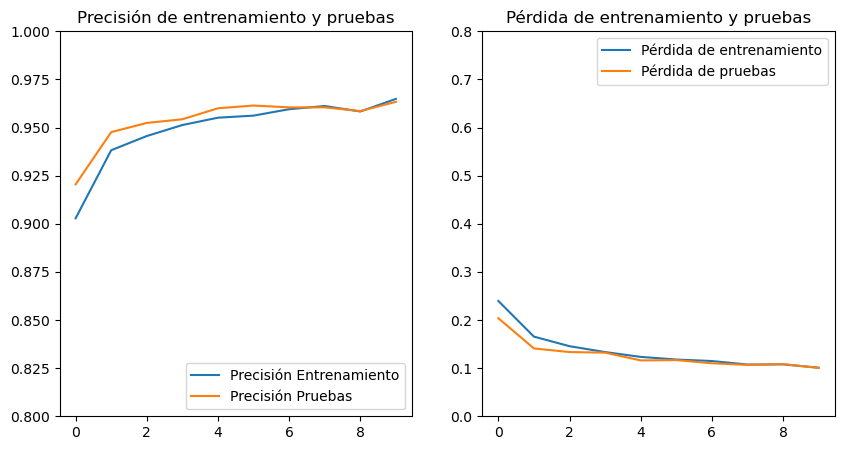 Precisión de entrenamiento y pruebas
1.000
0.975
0.950
0.925
0.900
0.875
0.850
0.825
0.800
0 2 4 6 8
Precisión Entrenamiento
Precisión Pruebas
Pérdida de entrenamiento y pruebas
0.8
0.7
0.6
0.5
0.4
0.3
0.2
0.1
0.0
0 2 4 6 8
Pérdida de entrenamiento
Pérdida de pruebas